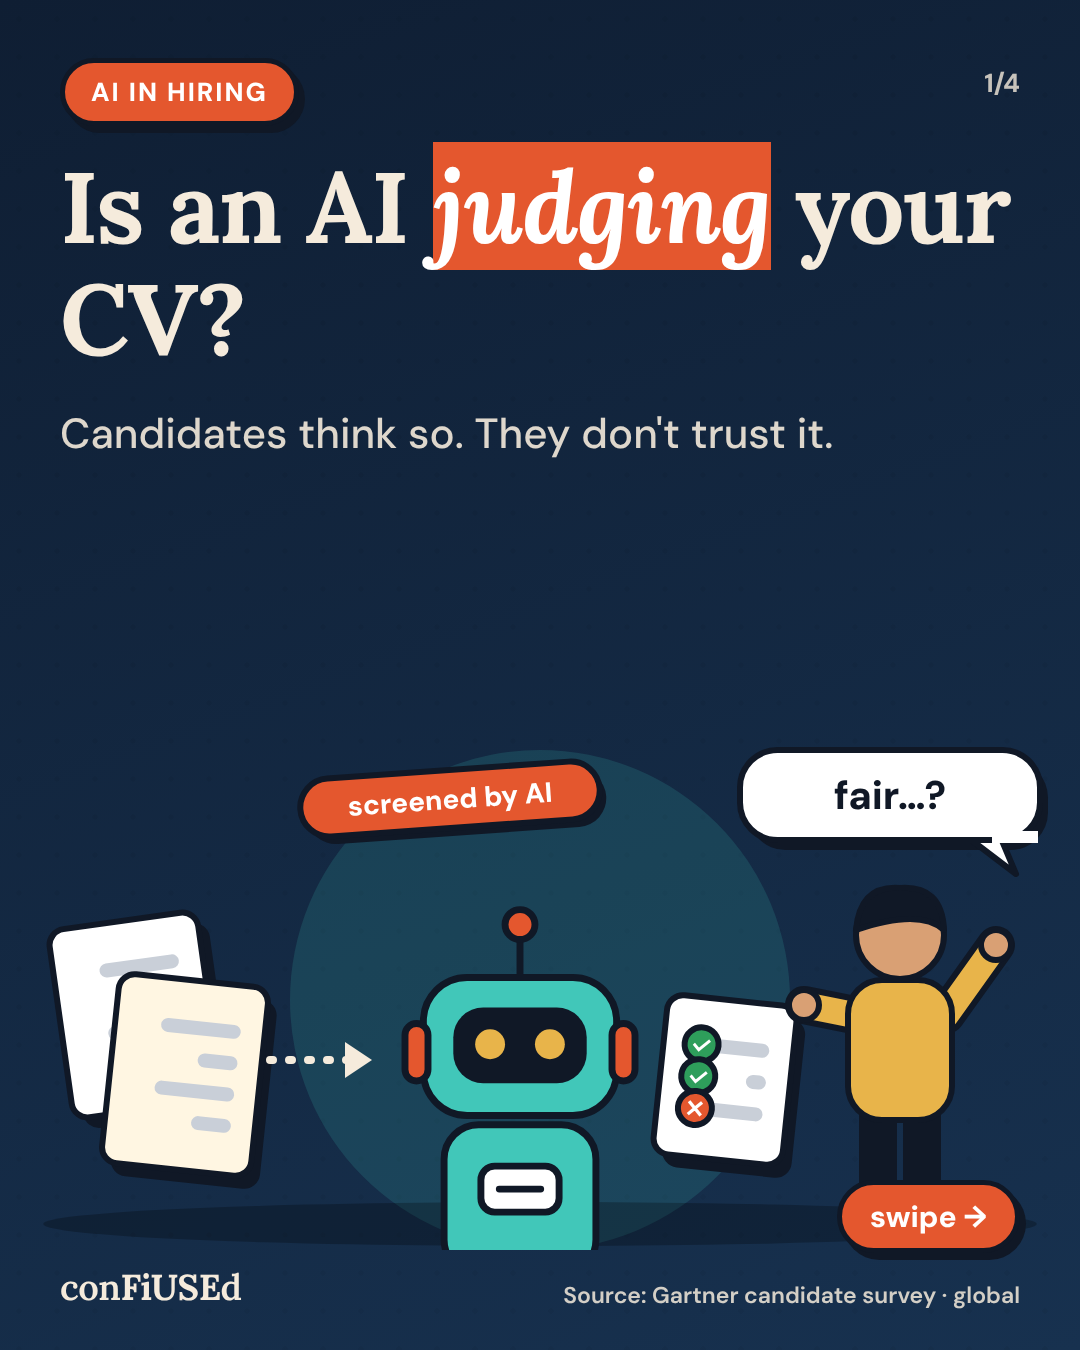 AI IN HIRING
1/4
Is an AI judging your
CV?
Candidates think so. They don't trust it.
screened by AI
fair...?
swipe →
conFiUSEd
Source: Gartner candidate survey · global